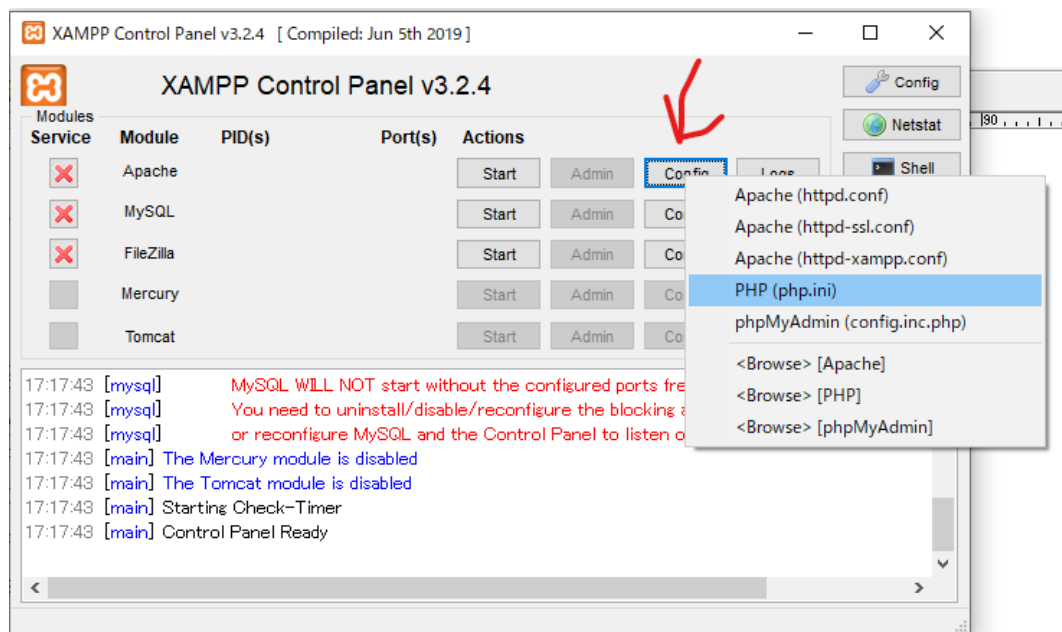 XAMPP Control Panel v3.2.4 [ Compiled: Jun 5th 2019 ]
XAMPP Control Panel v3.2.4
Config
Modules
Service Module PID(s) Port(s) Actions
Netstat
90
Apache Start Admin Config Logs
Shell
MySQL Start Admin
FileZilla Start Admin
Mercury Start Admin
Tomcat Start Admin
Apache (httpd.conf)
Apache (httpd-ssl.conf)
Apache (httpd-xampp.conf)
PHP (php.ini)
phpMyAdmin (config.inc.php)
<Browse> [Apache]
<Browse> [PHP]
<Browse> [phpMyAdmin]
17:17:43 [mysql] MySQL WILL NOT start without the configured ports
17:17:43 [mysql] You need to uninstall/disable/reconfigure the blocking
17:17:43 [mysql] or reconfigure MySQL and the Control Panel to listen
17:17:43 [main] The Mercury module is disabled
17:17:43 [main] The Tomcat module is disabled
17:17:43 [main] Starting Check-Timer
17:17:43 [main] Control Panel Ready